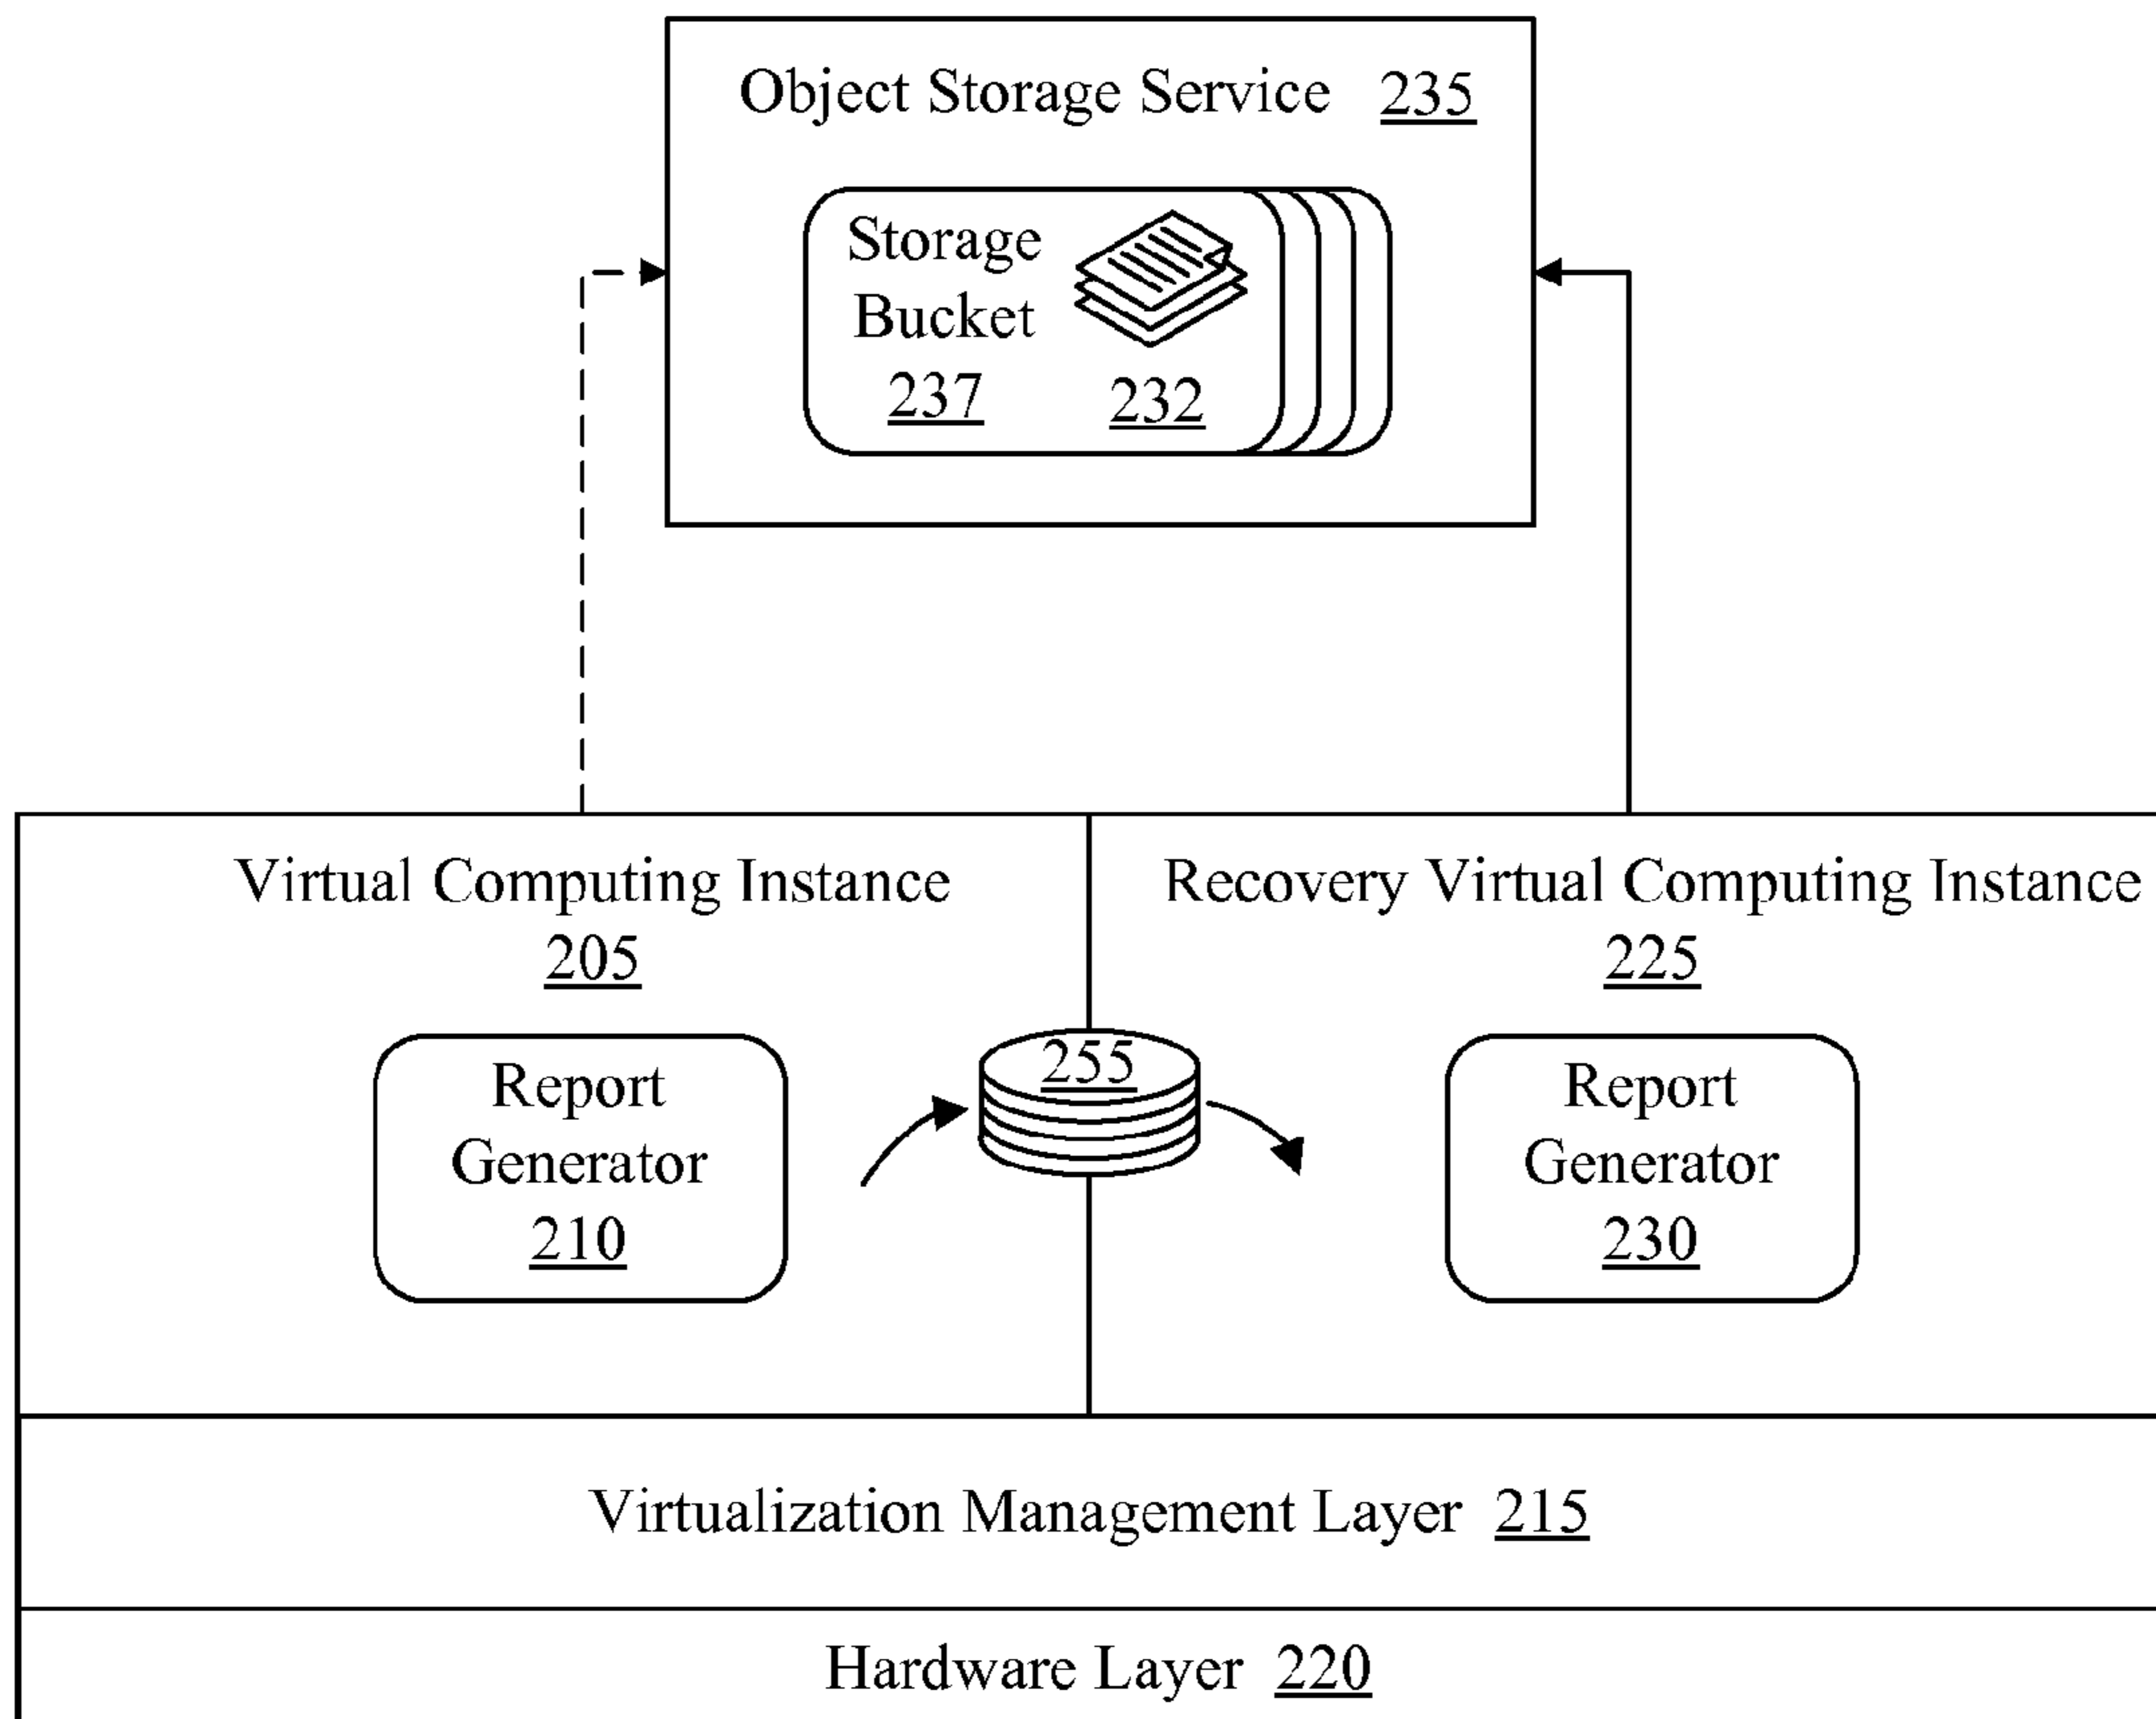 Object Storage Service 235
Storage
Bucket
237
232
Virtual Computing Instance
205
Recovery Virtual Computing Instance
225
Report
Generator
210
255
Report
Generator
230
Virtualization Management Layer 215
Hardware Layer 220